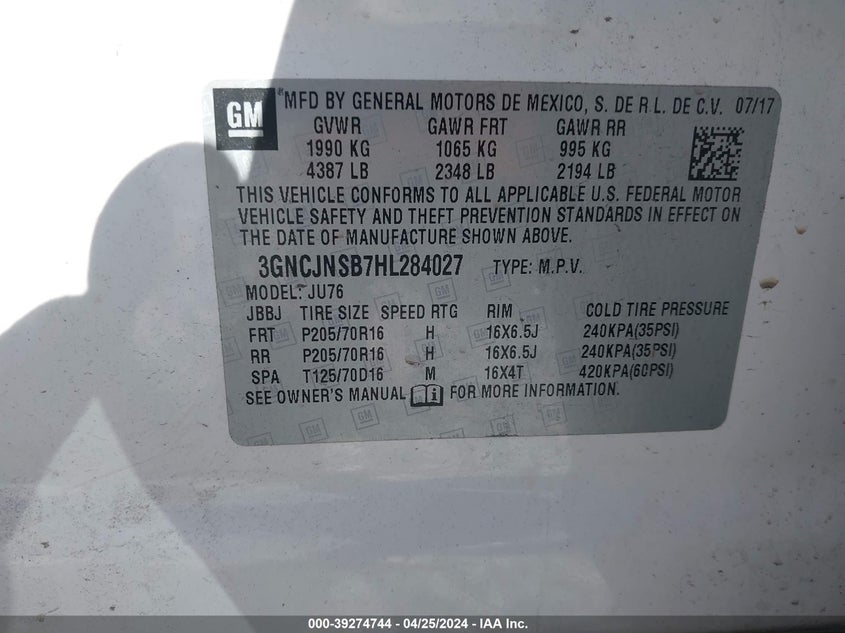 GM MFD BY GENERAL MOTORS DE MEXICO, S. DE R.L. DE C.V. 07/17
GVWR GAWR FRT GAWR RR
1990 KG 1065 KG 995 KG
4387 LB 2348 LB 2194 LB
THIS VEHICLE CONFORMS TO ALL APPLICABLE U.S. FEDERAL MOTOR
VEHICLE SAFETY AND THEFT PREVENTION STANDARDS IN EFFECT ON
THE DATE OF MANUFACTURE SHOWN ABOVE.
3GNCJNSB7HL284027 TYPE: M.P.V.
MODEL: JU76
JBBJ TIRE SIZE SPEED RTG RIM COLD TIRE PRESSURE
FRT P205/70R16 H 16X6.5J 240KPA(35PSI)
RR P205/70R16 H 16X6.5J 240KPA(35PSI)
SPA T125/70D16 M 16X4T 420KPA(60PSI)
SEE OWNER'S MANUAL FOR MORE INFORMATION.
000-39274744 - 04/25/2024 - IAA Inc.